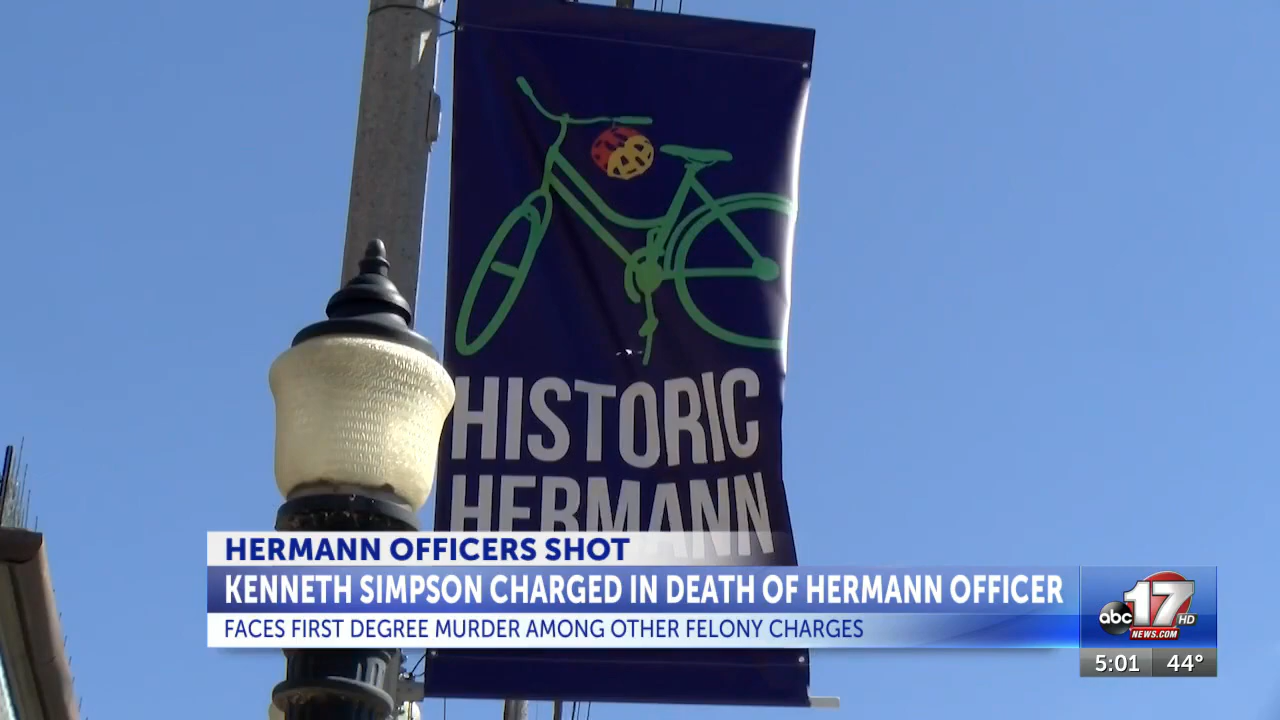 HISTORIC
HERMANN
HERMANN OFFICERS SHOT
KENNETH SIMPSON CHARGED IN DEATH OF HERMANN OFFICER
FACES FIRST DEGREE MURDER AMONG OTHER FELONY CHARGES
abc 17 HD
NEWS.COM
5:01 44°